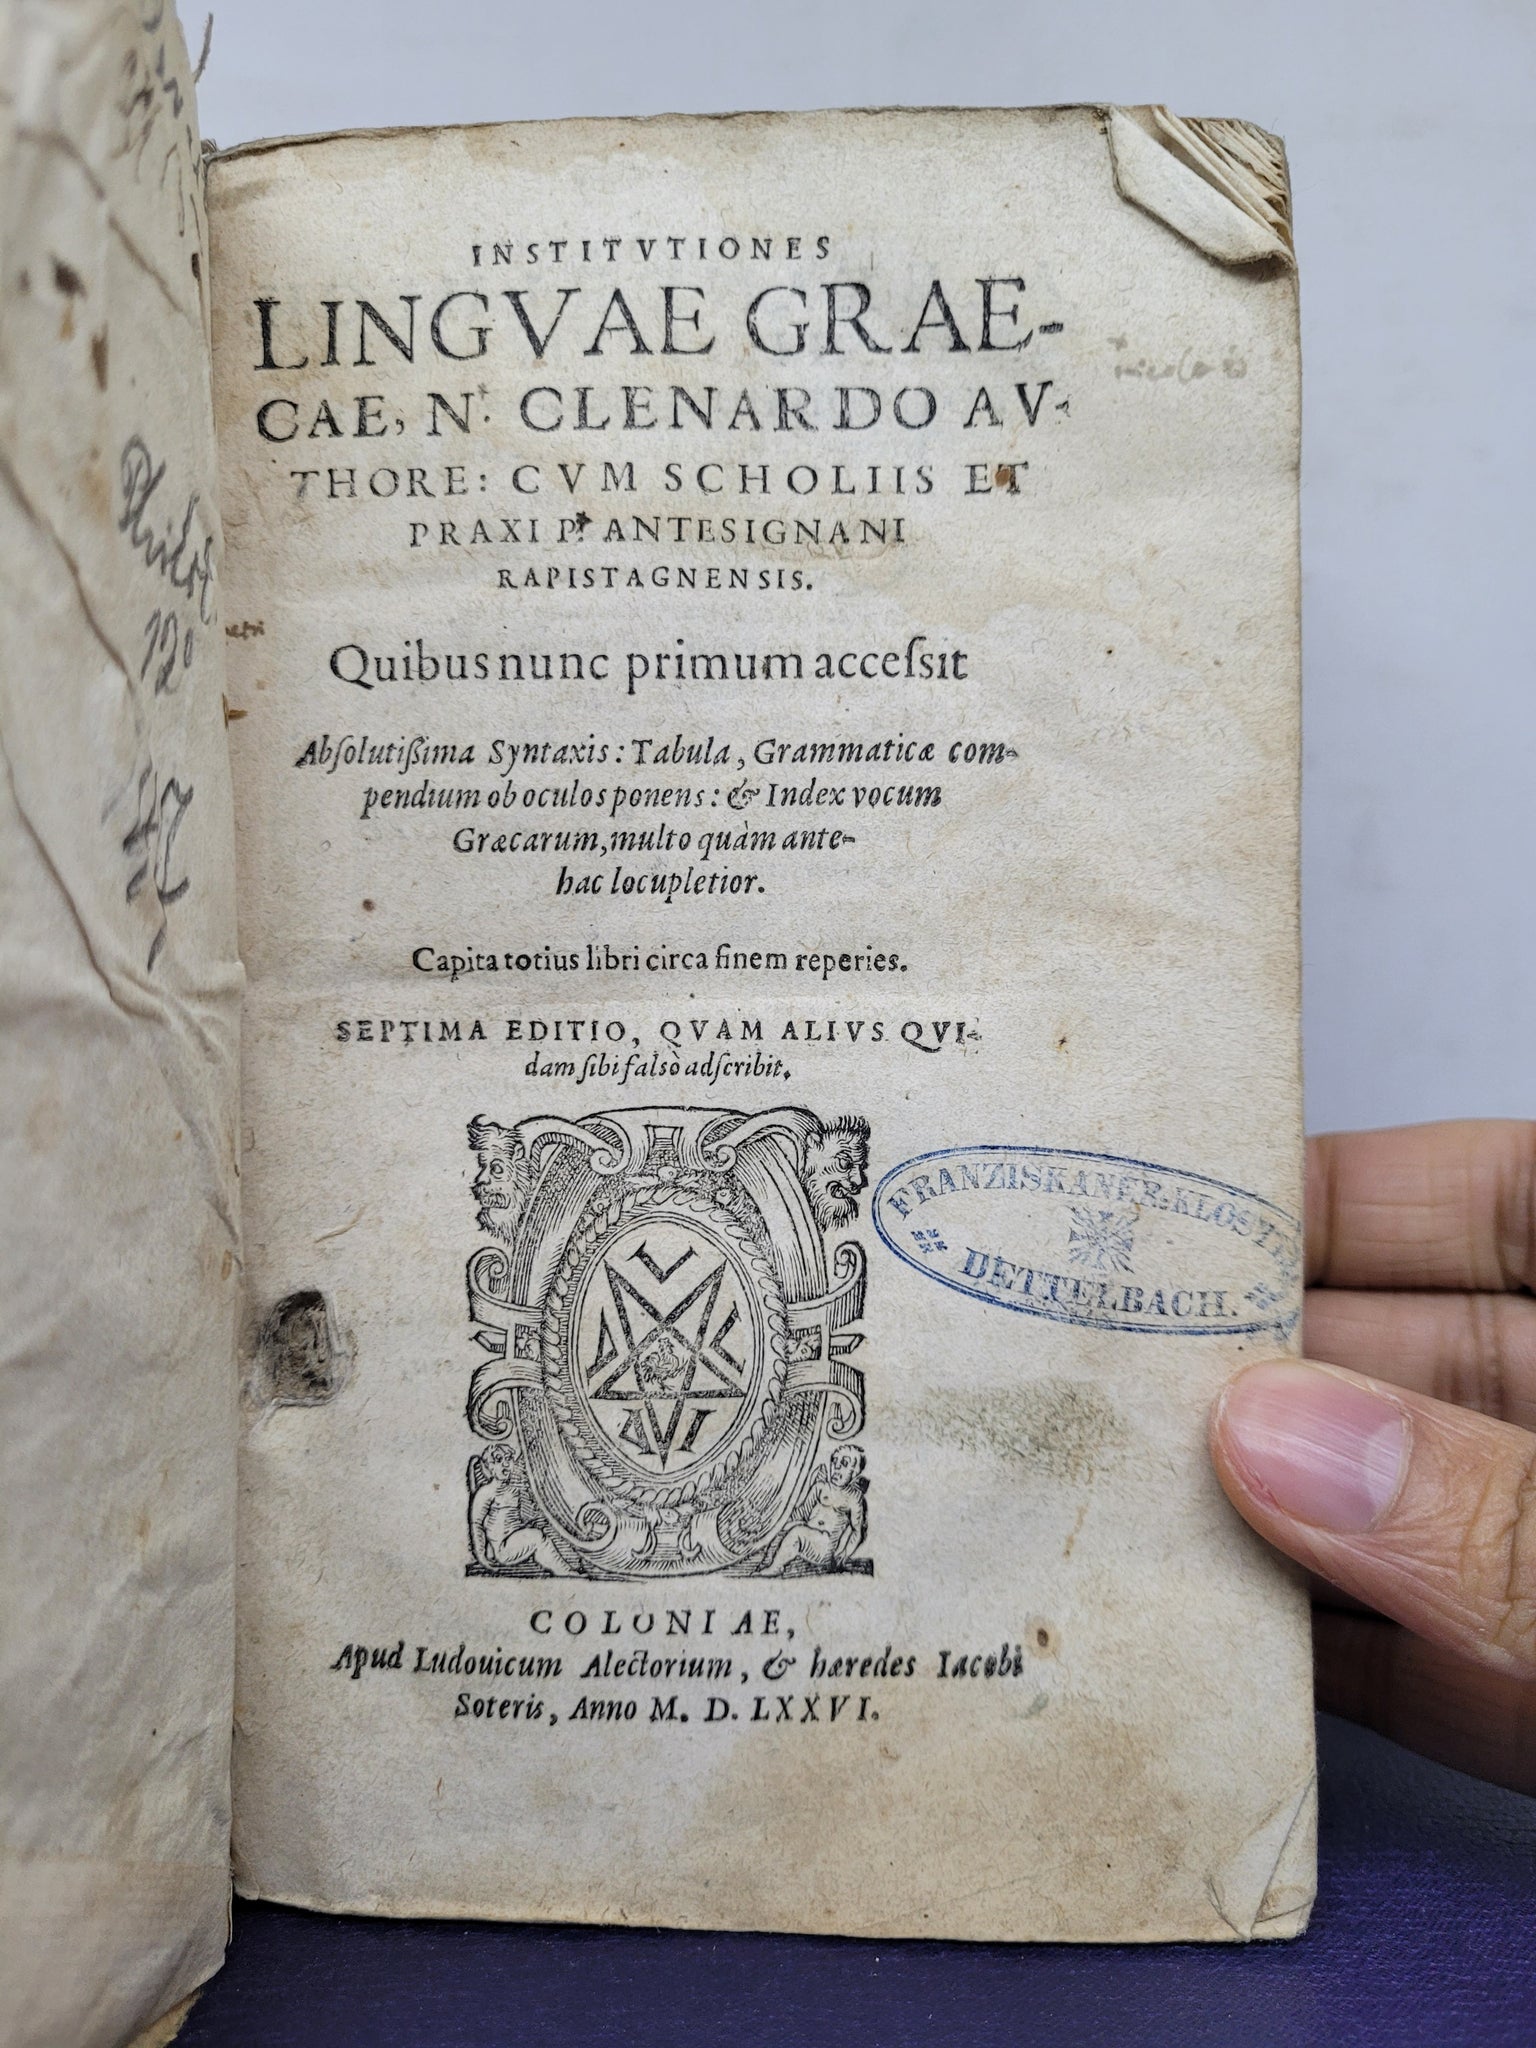 INSTITVTIONES
LINGVAE GRAE-
CAE, N. CLENARDO AV-
THORE: CVM SCHOLIIS ET
PRAXI P. ANTESIGNANI
RAPISTAGNENSIS.
Quibus nunc primum acceſsit
Abſolutißima Syntaxis: Tabula, Grammaticæ com-
pendium ob oculos ponens: & Index vocum
Græcarum, multo quàm ante-
hac locupletior.
Capita totius libri circa finem reperies.
SEPTIMA EDITIO, QVAM ALIVS QVI-
dam ſibi falsò adſcribit.
FRANZISKANER-KLOSTER
DETTELBACH.
COLONIAE,
Apud Ludouicum Alectorium, & hæredes Iacobi
Soteris, Anno M. D. LXXVI.